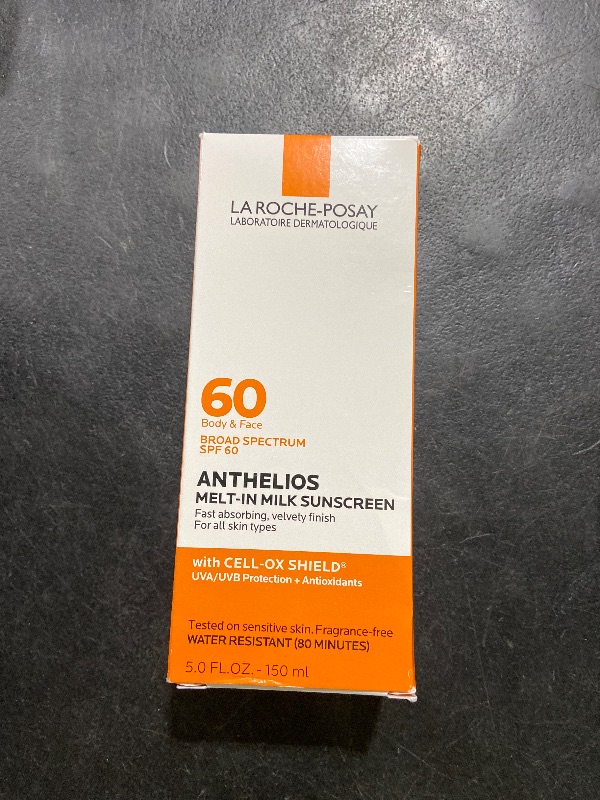 LA ROCHE-POSAY
LABORATOIRE DERMATOLOGIQUE
60
Body & Face
BROAD SPECTRUM
SPF 60
ANTHELIOS
MELT-IN MILK SUNSCREEN
Fast absorbing, velvety finish
For all skin types
with CELL-OX SHIELD®
UVA/UVB Protection + Antioxidants
Tested on sensitive skin. Fragrance-free
WATER RESISTANT (80 MINUTES)
5.0 FL.OZ. - 150 ml